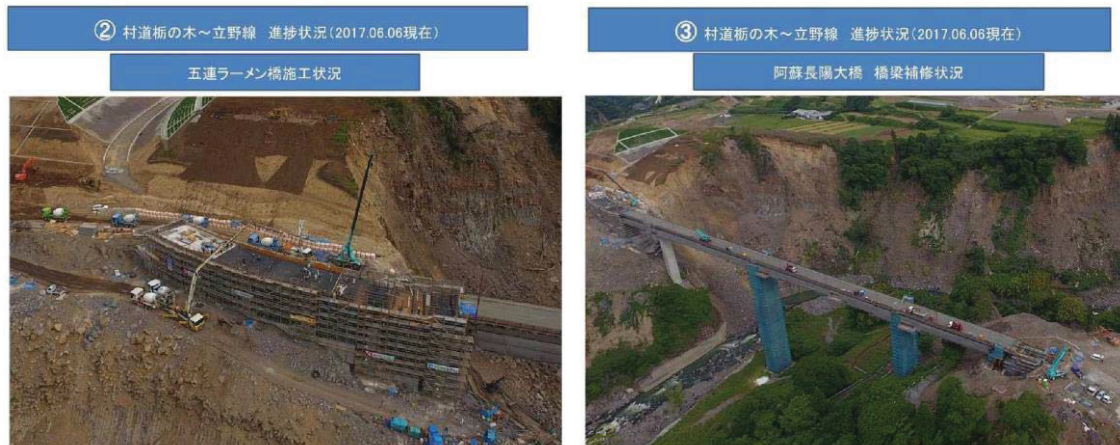 ② 村道栃の木～立野線 進捗状況(2017.06.06現在)
五連ラーメン橋施工状況
③ 村道栃の木～立野線 進捗状況(2017.06.06現在)
阿蘇長陽大橋 橋梁補修状況